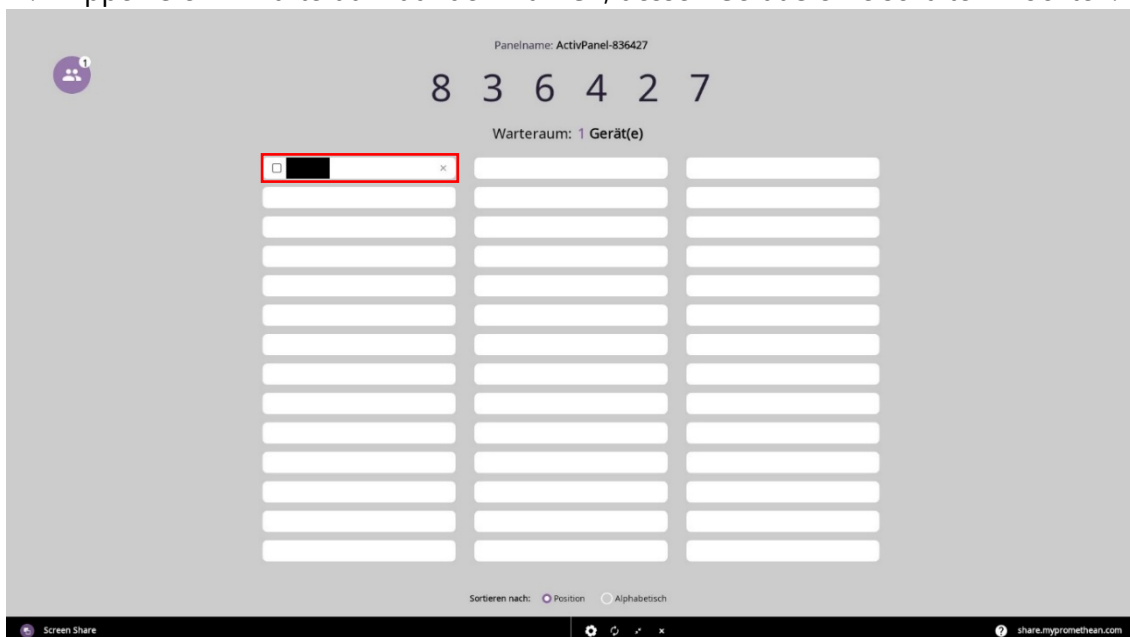 Panelname: ActivPanel-836427
1
8 3 6 4 2 7
Warteraum: 1 Gerät(e)
Sortieren nach: Position Alphabetisch
Screen Share
? share.mypromethean.com